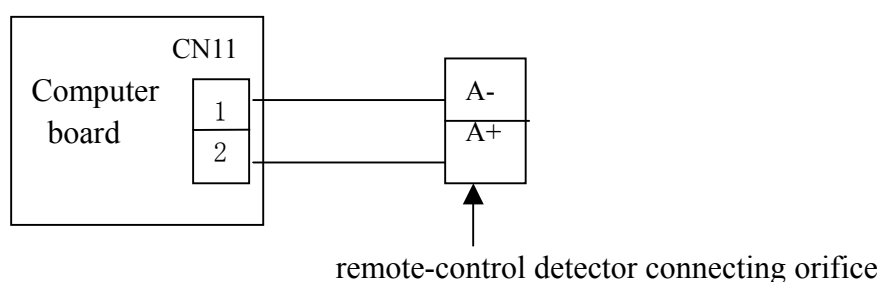 CN11
Computer
board
1
2
A-
A+
remote-control detector connecting orifice